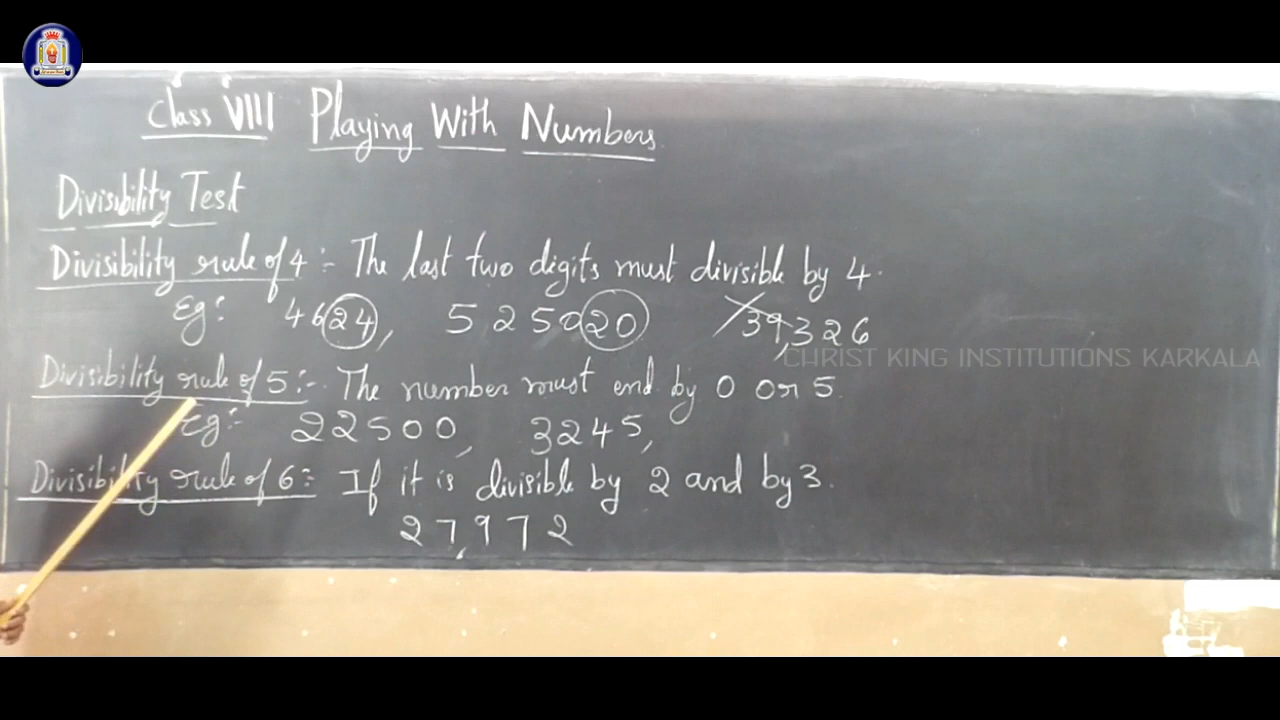 Class VIII Playing With Numbers
Divisibility Test
Divisibility rule of 4 :- The last two digits must divisible by 4.
Eg: 4624, 525020 39,326
CHRIST KING INSTITUTIONS KARKALA
Divisibility rule of 5 :- The number must end by 0 or 5.
Eg:- 22500, 3245,
Divisibility rule of 6 :- If it is divisible by 2 and by 3.
27,972